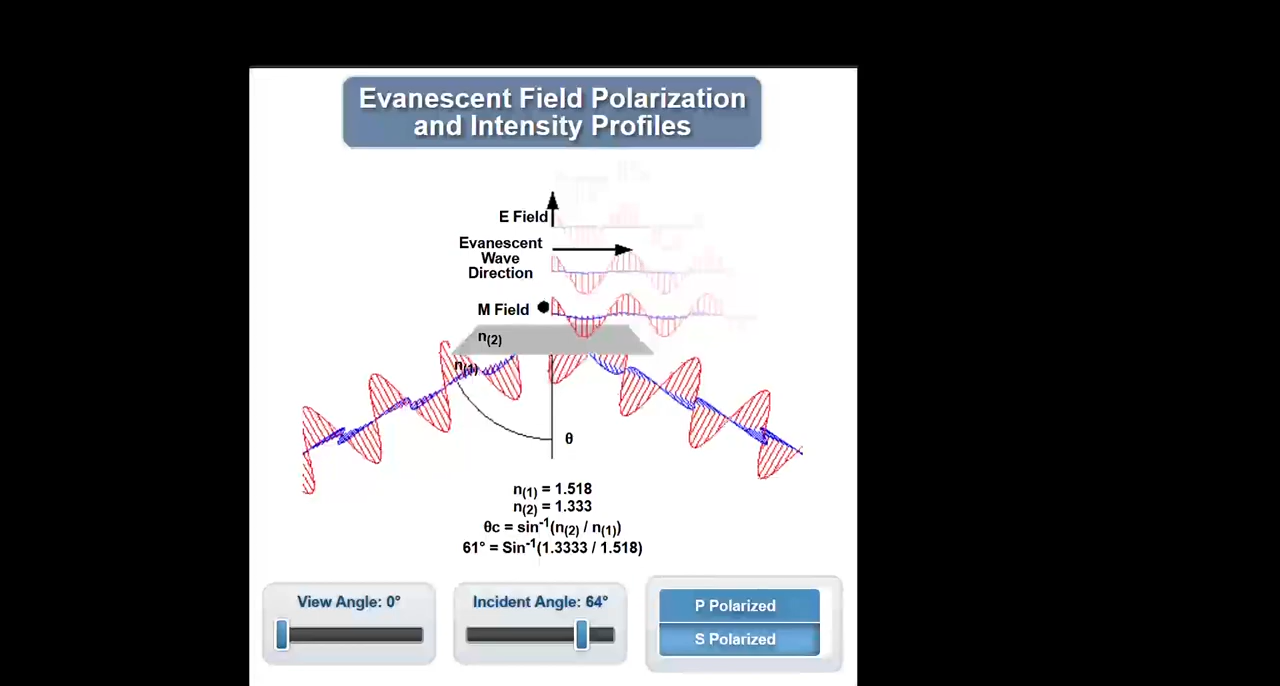 Evanescent Field Polarization
and Intensity Profiles
E Field
Evanescent
Wave
Direction
M Field
n(2)
n(1)
θ
n(1) = 1.518
n(2) = 1.333
θc = sin-1(n(2) / n(1))
61° = Sin-1(1.3333 / 1.518)
View Angle: 0°
Incident Angle: 64°
P Polarized
S Polarized